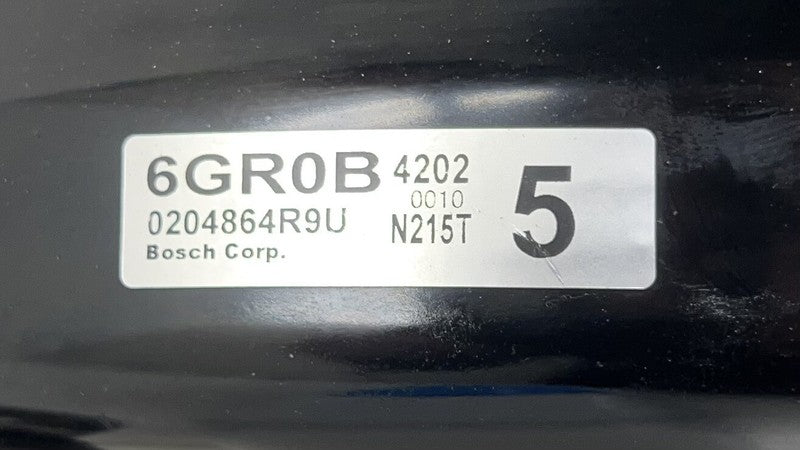 6GR0B 4202 5
0010
0204864R9U N215T
Bosch Corp.